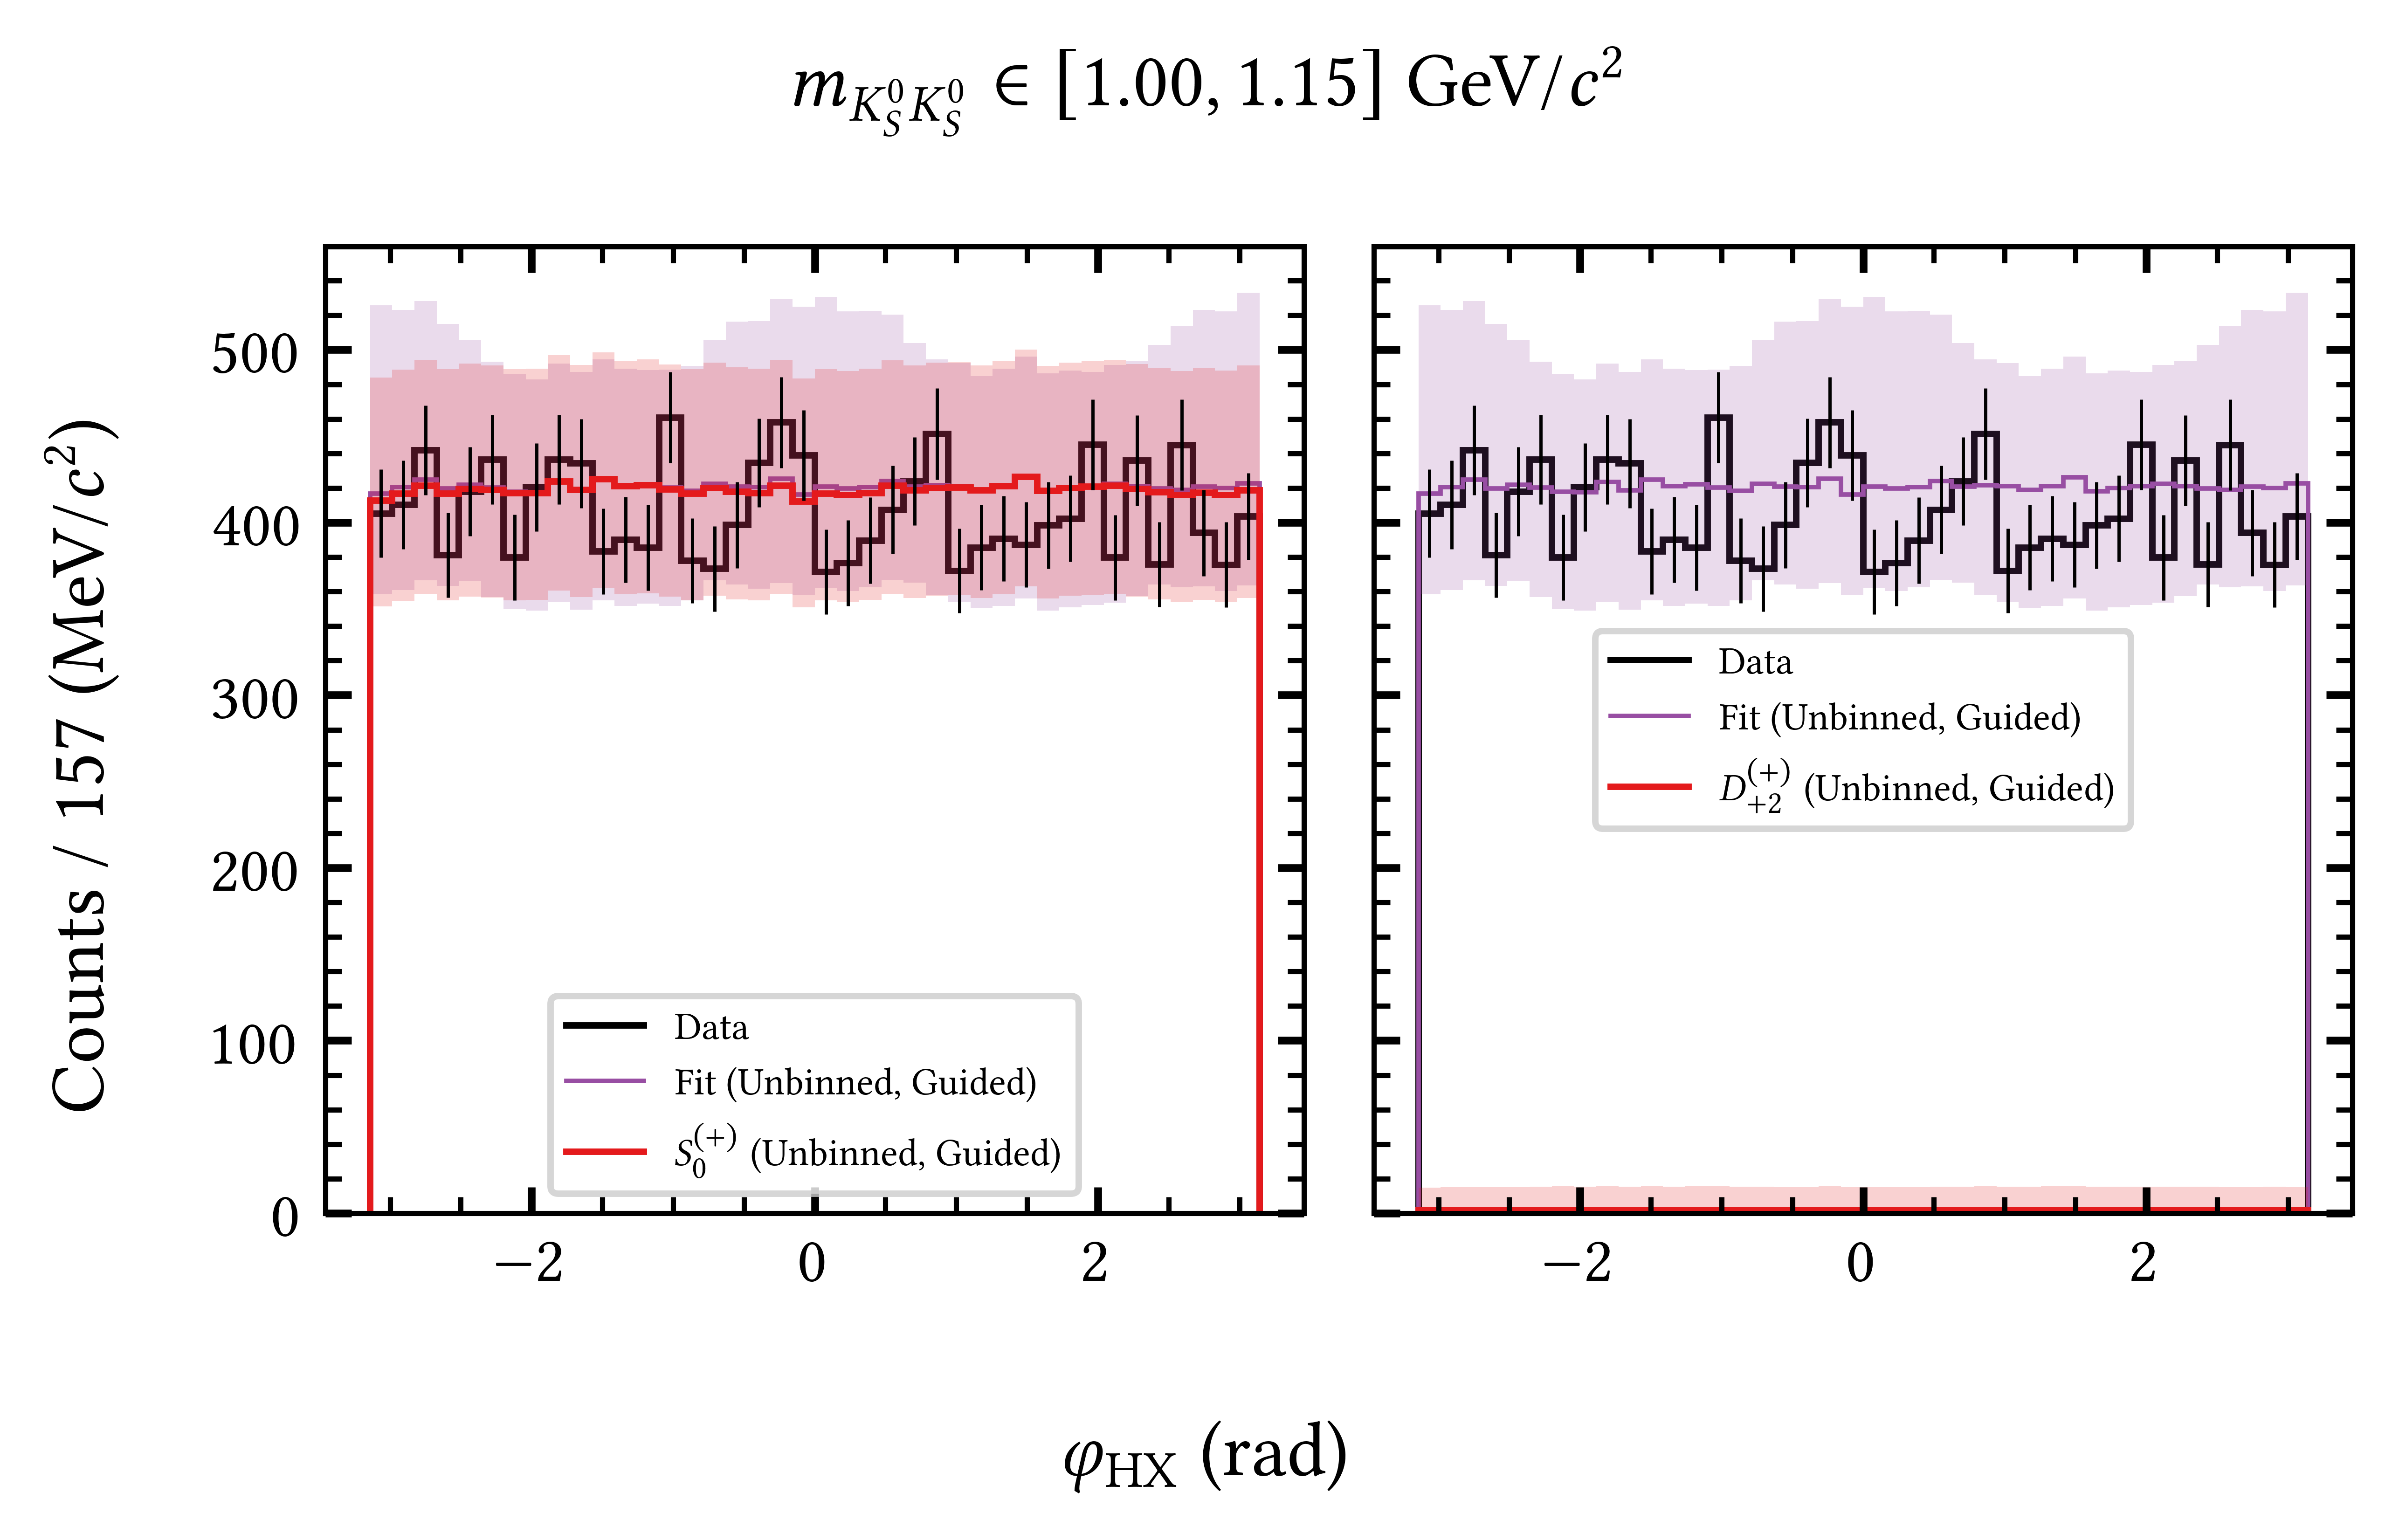 m_{K_S^0 K_S^0} ∈ [1.00, 1.15] GeV/c²
Counts / 157 (MeV/c²)
500
400
300
200
100
0
Data
Fit (Unbinned, Guided)
S_0^{(+)} (Unbinned, Guided)
−2
0
2
Data
Fit (Unbinned, Guided)
D_{+2}^{(+)} (Unbinned, Guided)
−2
0
2
φ_HX (rad)